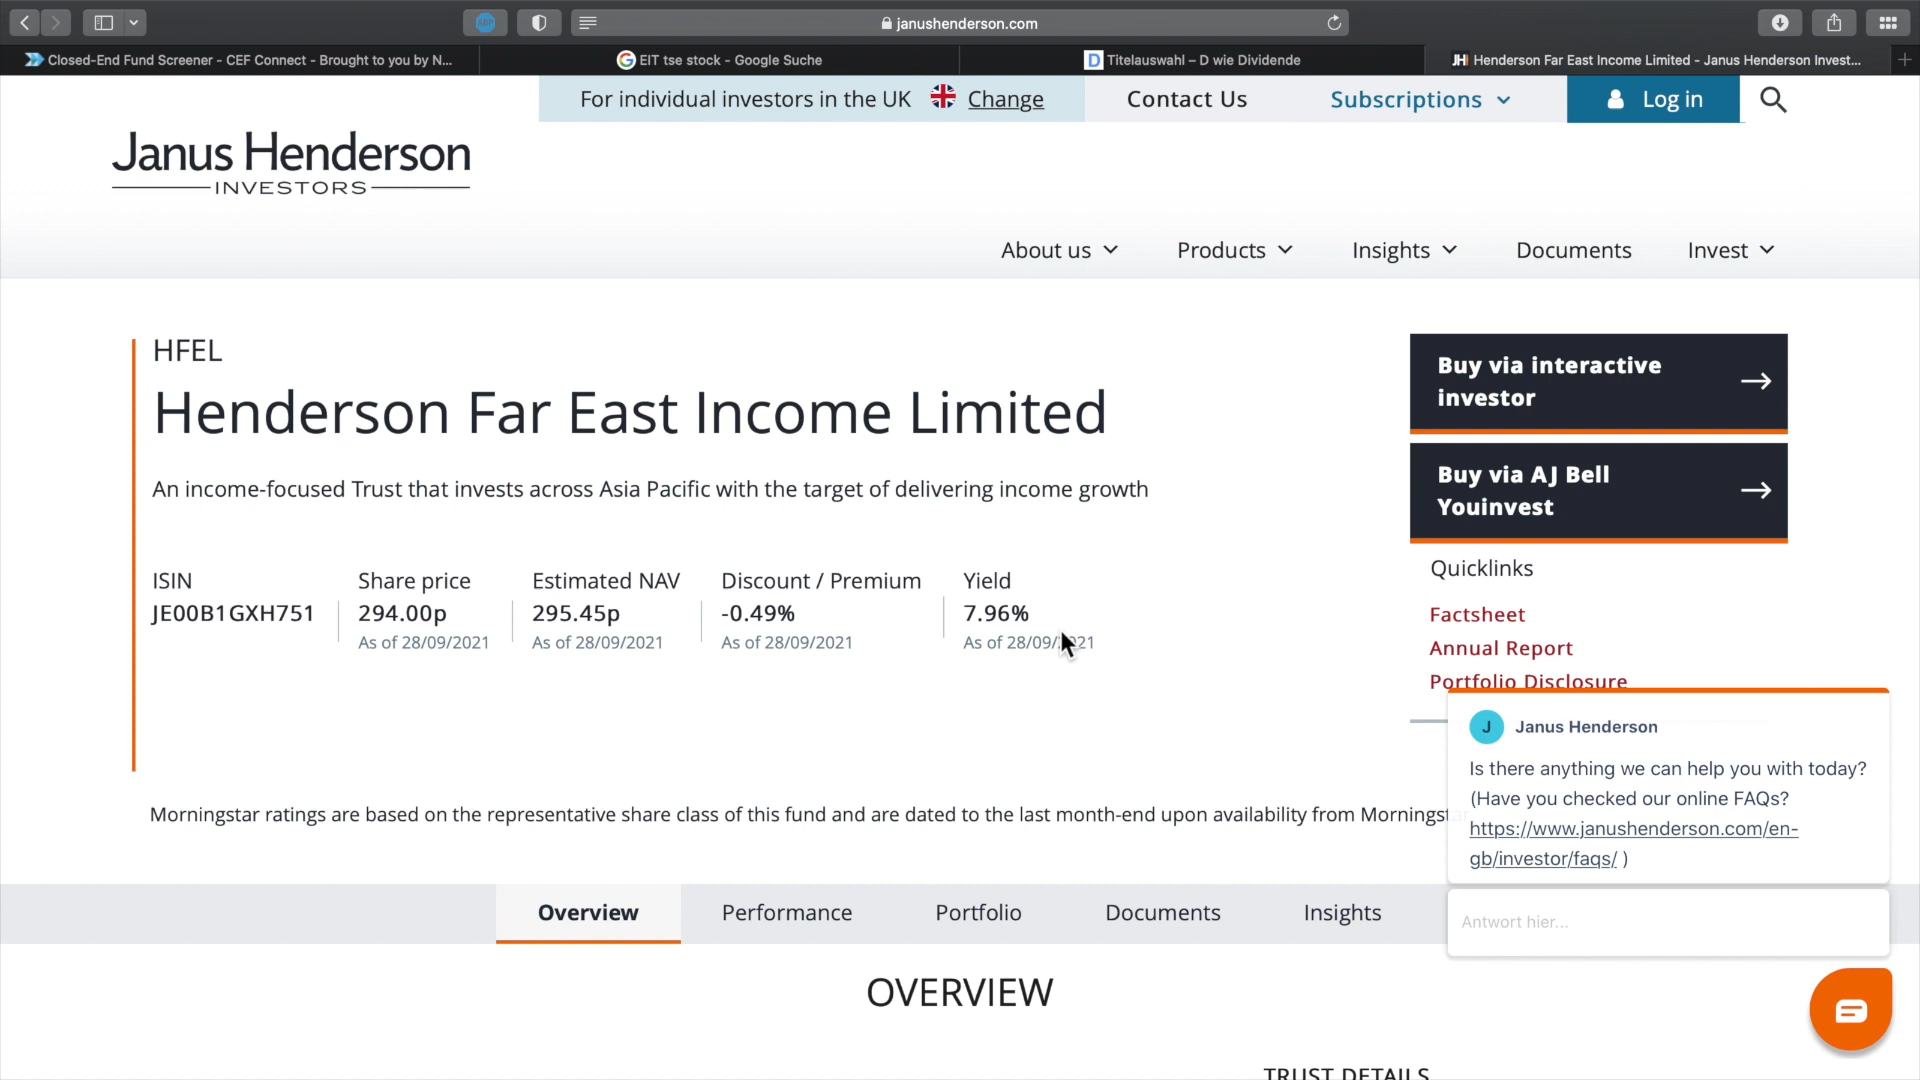 janushenderson.com
Closed-End Fund Screener - CEF Connect - Brought to you by N...
EIT tse stock - Google Suche
Titelauswahl – D wie Dividende
Henderson Far East Income Limited - Janus Henderson Invest...
For individual investors in the UK Change
Contact Us
Subscriptions
Log in
Janus Henderson
INVESTORS
About us
Products
Insights
Documents
Invest
HFEL
Henderson Far East Income Limited
An income-focused Trust that invests across Asia Pacific with the target of delivering income growth
ISIN
JE00B1GXH751
Share price
294.00p
As of 28/09/2021
Estimated NAV
295.45p
As of 28/09/2021
Discount / Premium
-0.49%
As of 28/09/2021
Yield
7.96%
As of 28/09/2021
Buy via interactive
investor
Buy via AJ Bell
Youinvest
Quicklinks
Factsheet
Annual Report
Portfolio Disclosure
Morningstar ratings are based on the representative share class of this fund and are dated to the last month-end upon availability from Morningstar
J
Janus Henderson
Is there anything we can help you with today?
(Have you checked our online FAQs?
https://www.janushenderson.com/en-
gb/investor/faqs/ )
Antwort hier...
Overview
Performance
Portfolio
Documents
Insights
OVERVIEW
TRUST DETAILS